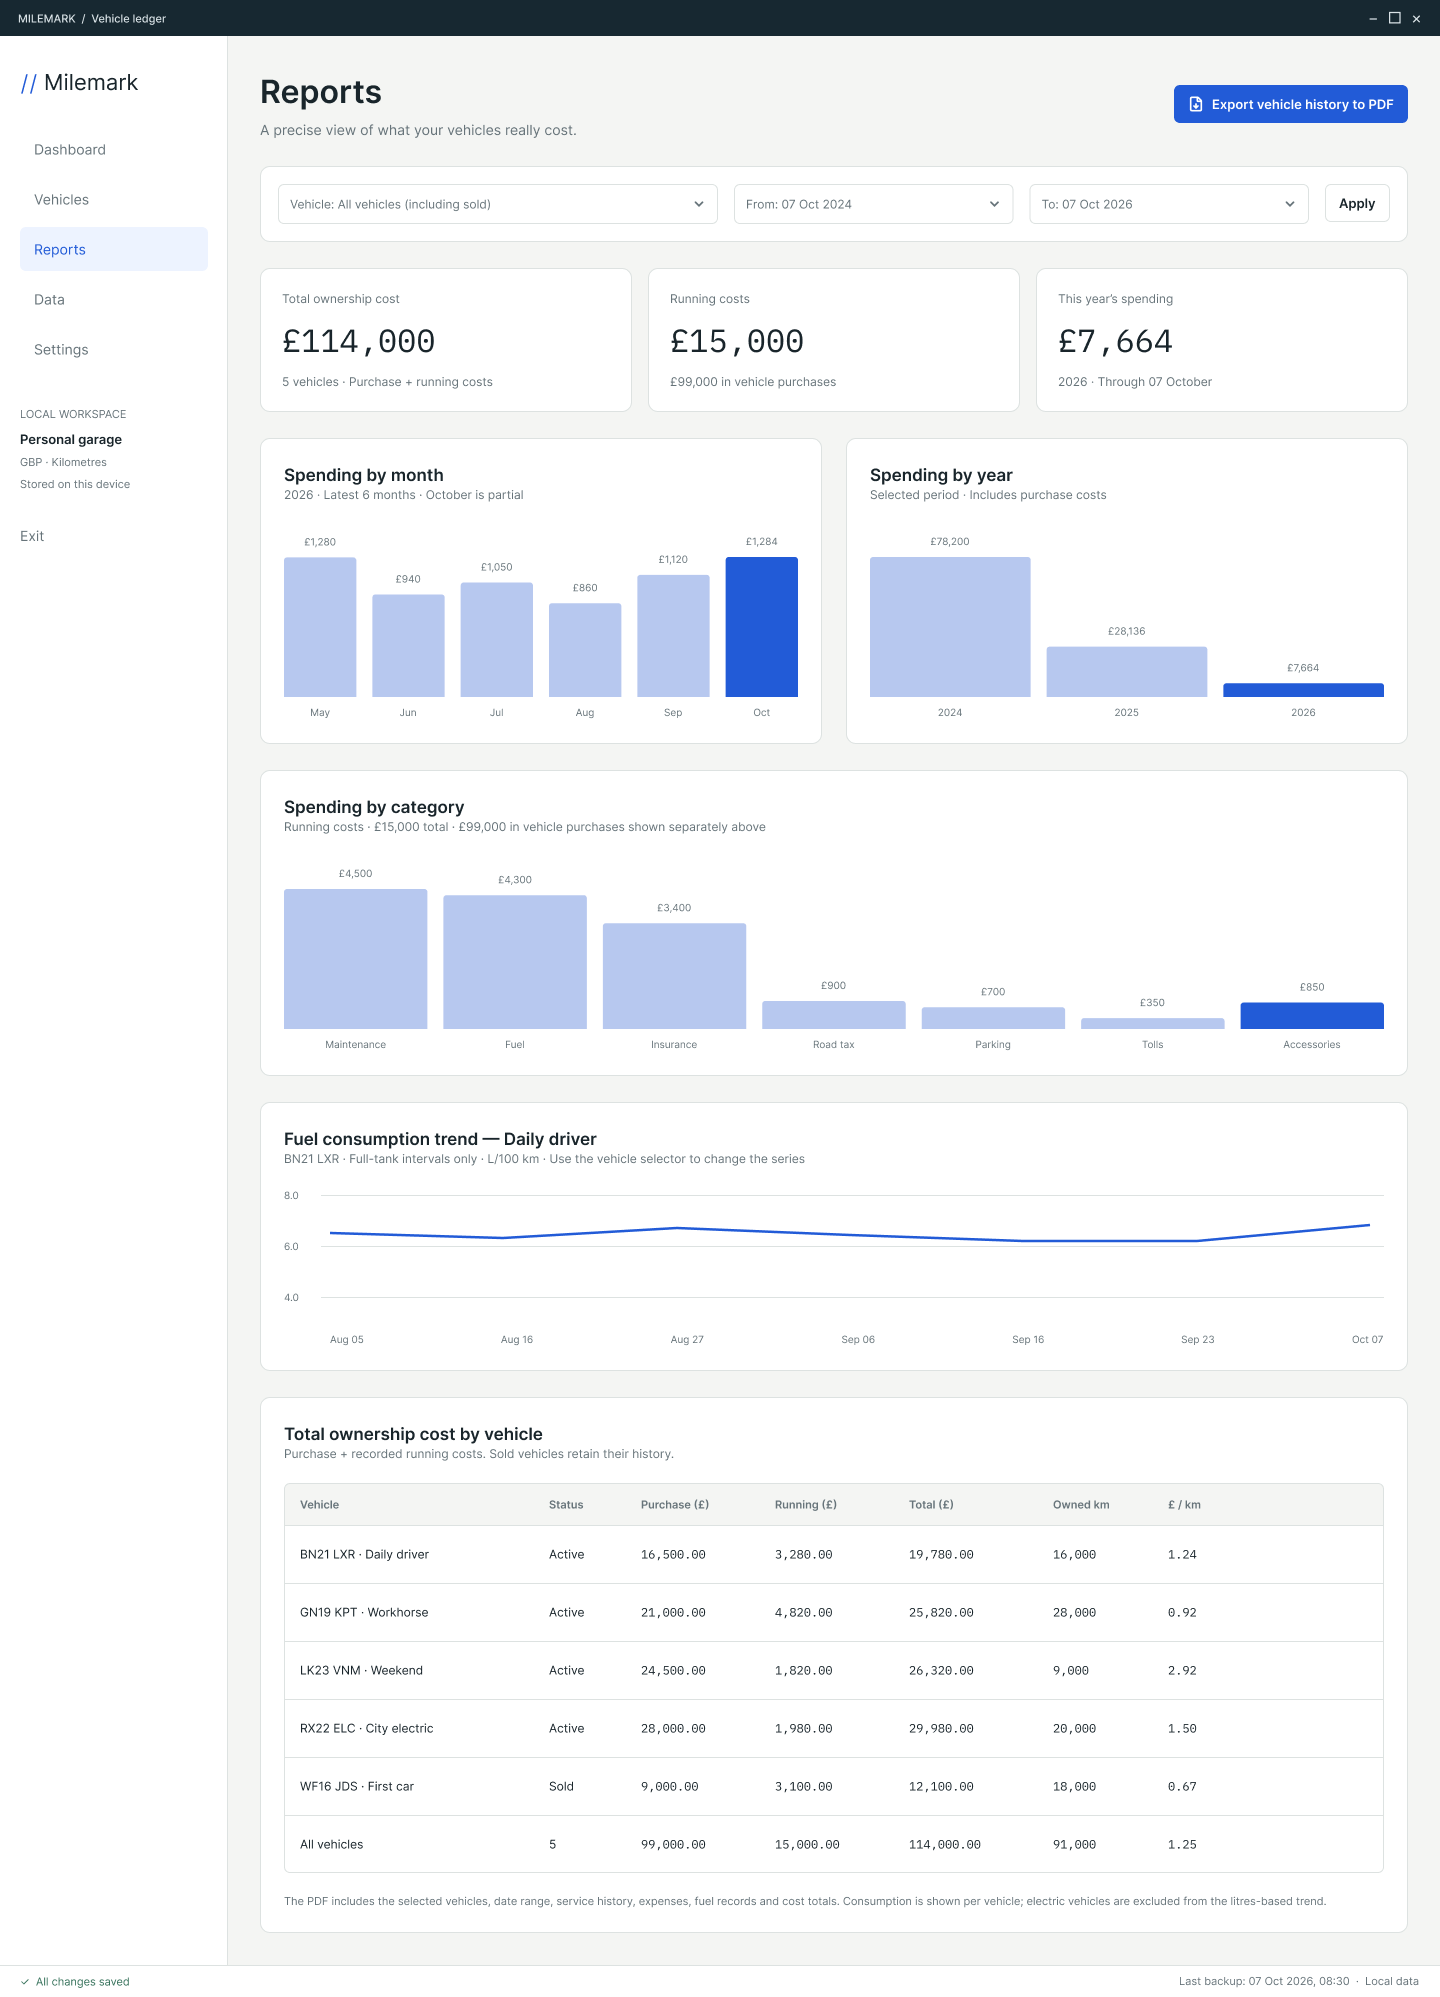 MILEMARK / Vehicle ledger
// Milemark
Dashboard
Vehicles
Reports
Data
Settings
LOCAL WORKSPACE
Personal garage
GBP · Kilometres
Stored on this device
Exit
Reports
A precise view of what your vehicles really cost.
Export vehicle history to PDF
Vehicle: All vehicles (including sold)
From: 07 Oct 2024
To: 07 Oct 2026
Apply
Total ownership cost
£114,000
5 vehicles · Purchase + running costs
Running costs
£15,000
£99,000 in vehicle purchases
This year’s spending
£7,664
2026 · Through 07 October
Spending by month
2026 · Latest 6 months · October is partial
£1,280 £940 £1,050 £860 £1,120 £1,284
May Jun Jul Aug Sep Oct
Spending by year
Selected period · Includes purchase costs
£78,200 £28,136 £7,664
2024 2025 2026
Spending by category
Running costs · £15,000 total · £99,000 in vehicle purchases shown separately above
£4,500 £4,300 £3,400 £900 £700 £350 £850
Maintenance Fuel Insurance Road tax Parking Tolls Accessories
Fuel consumption trend — Daily driver
BN21 LXR · Full-tank intervals only · L/100 km · Use the vehicle selector to change the series
8.0
6.0
4.0
Aug 05 Aug 16 Aug 27 Sep 06 Sep 16 Sep 23 Oct 07
Total ownership cost by vehicle
Purchase + recorded running costs. Sold vehicles retain their history.
Vehicle Status Purchase (£) Running (£) Total (£) Owned km £ / km
BN21 LXR · Daily driver Active 16,500.00 3,280.00 19,780.00 16,000 1.24
GN19 KPT · Workhorse Active 21,000.00 4,820.00 25,820.00 28,000 0.92
LK23 VNM · Weekend Active 24,500.00 1,820.00 26,320.00 9,000 2.92
RX22 ELC · City electric Active 28,000.00 1,980.00 29,980.00 20,000 1.50
WF16 JDS · First car Sold 9,000.00 3,100.00 12,100.00 18,000 0.67
All vehicles 5 99,000.00 15,000.00 114,000.00 91,000 1.25
The PDF includes the selected vehicles, date range, service history, expenses, fuel records and cost totals. Consumption is shown per vehicle; electric vehicles are excluded from the litres-based trend.
✓ All changes saved
Last backup: 07 Oct 2026, 08:30 · Local data